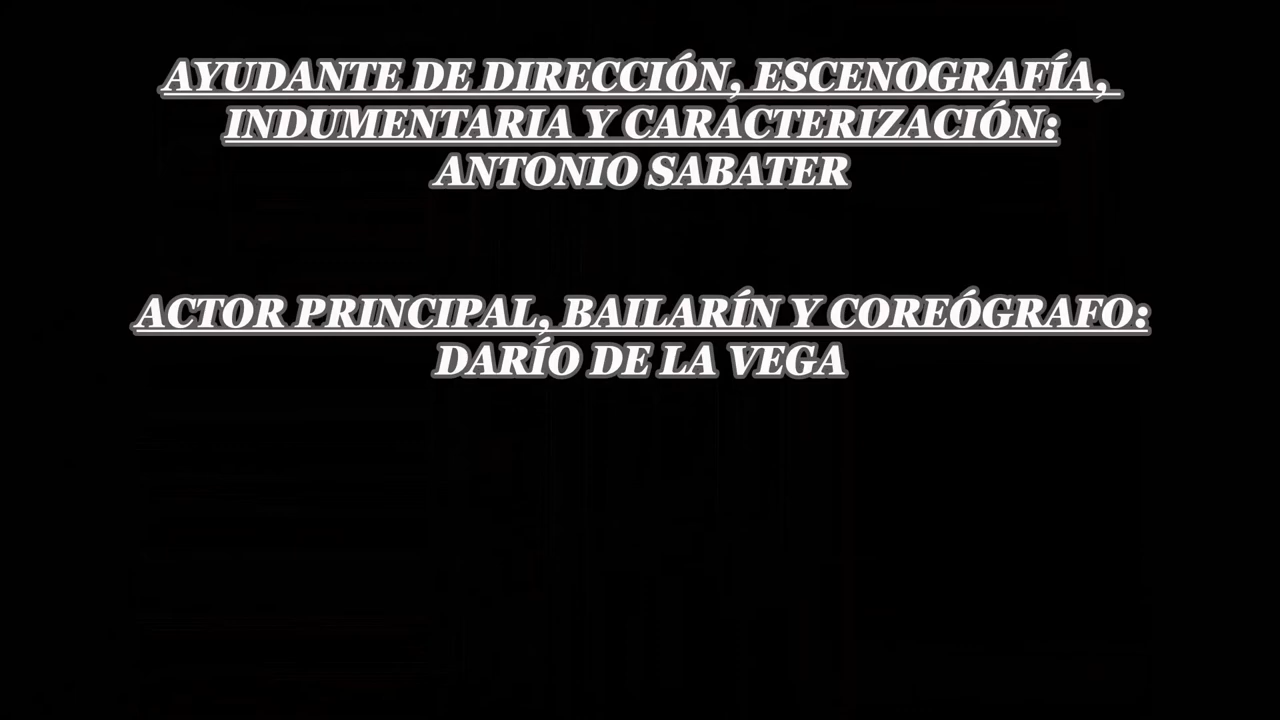 AYUDANTE DE DIRECCIÓN, ESCENOGRAFÍA,
INDUMENTARIA Y CARACTERIZACIÓN:
ANTONIO SABATER
ACTOR PRINCIPAL, BAILARÍN Y COREÓGRAFO:
DARÍO DE LA VEGA